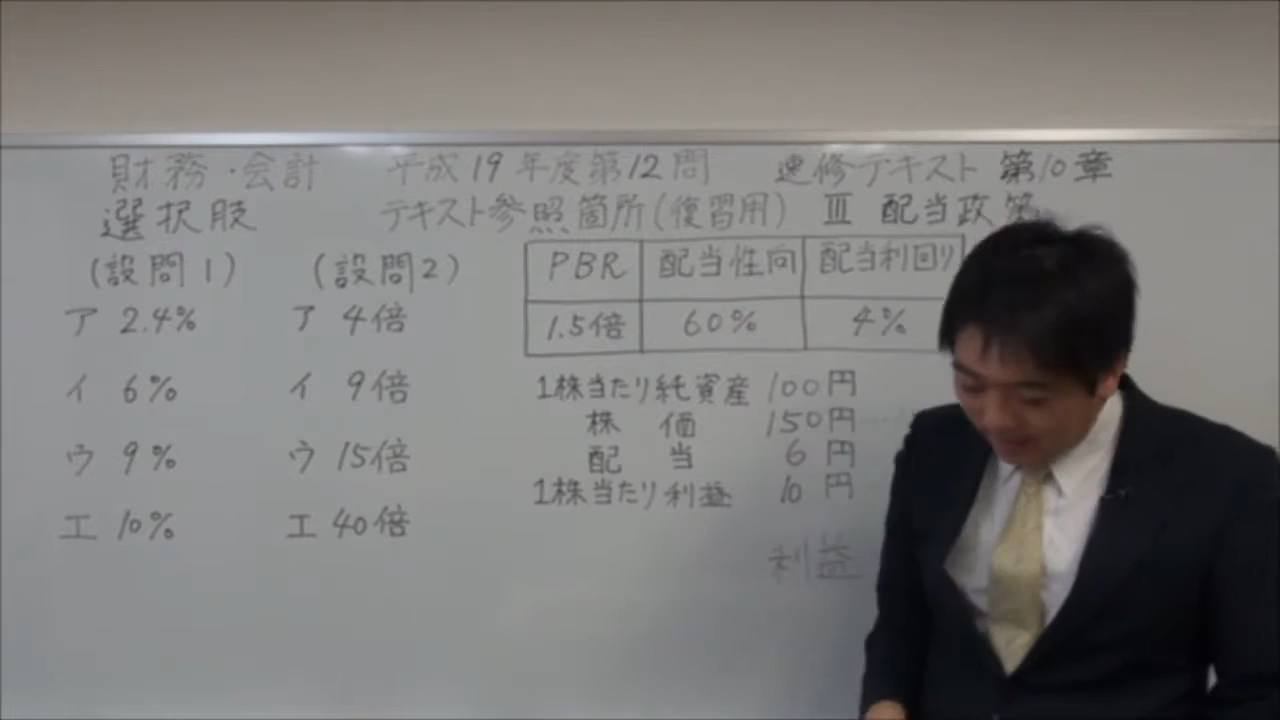 財務・会計 平成19年度第12問 速修テキスト 第10章
選択肢 テキスト参照箇所(復習用) Ⅲ 配当政策
(設問1) (設問2)
ア 2.4% ア 4倍
イ 6% イ 9倍
ウ 9% ウ 15倍
エ 10% エ 40倍
PBR 配当性向 配当利回り
1.5倍 60% 4%
1株当たり純資産 100円
株価 150円
配当 6円
1株当たり利益 10円
利益